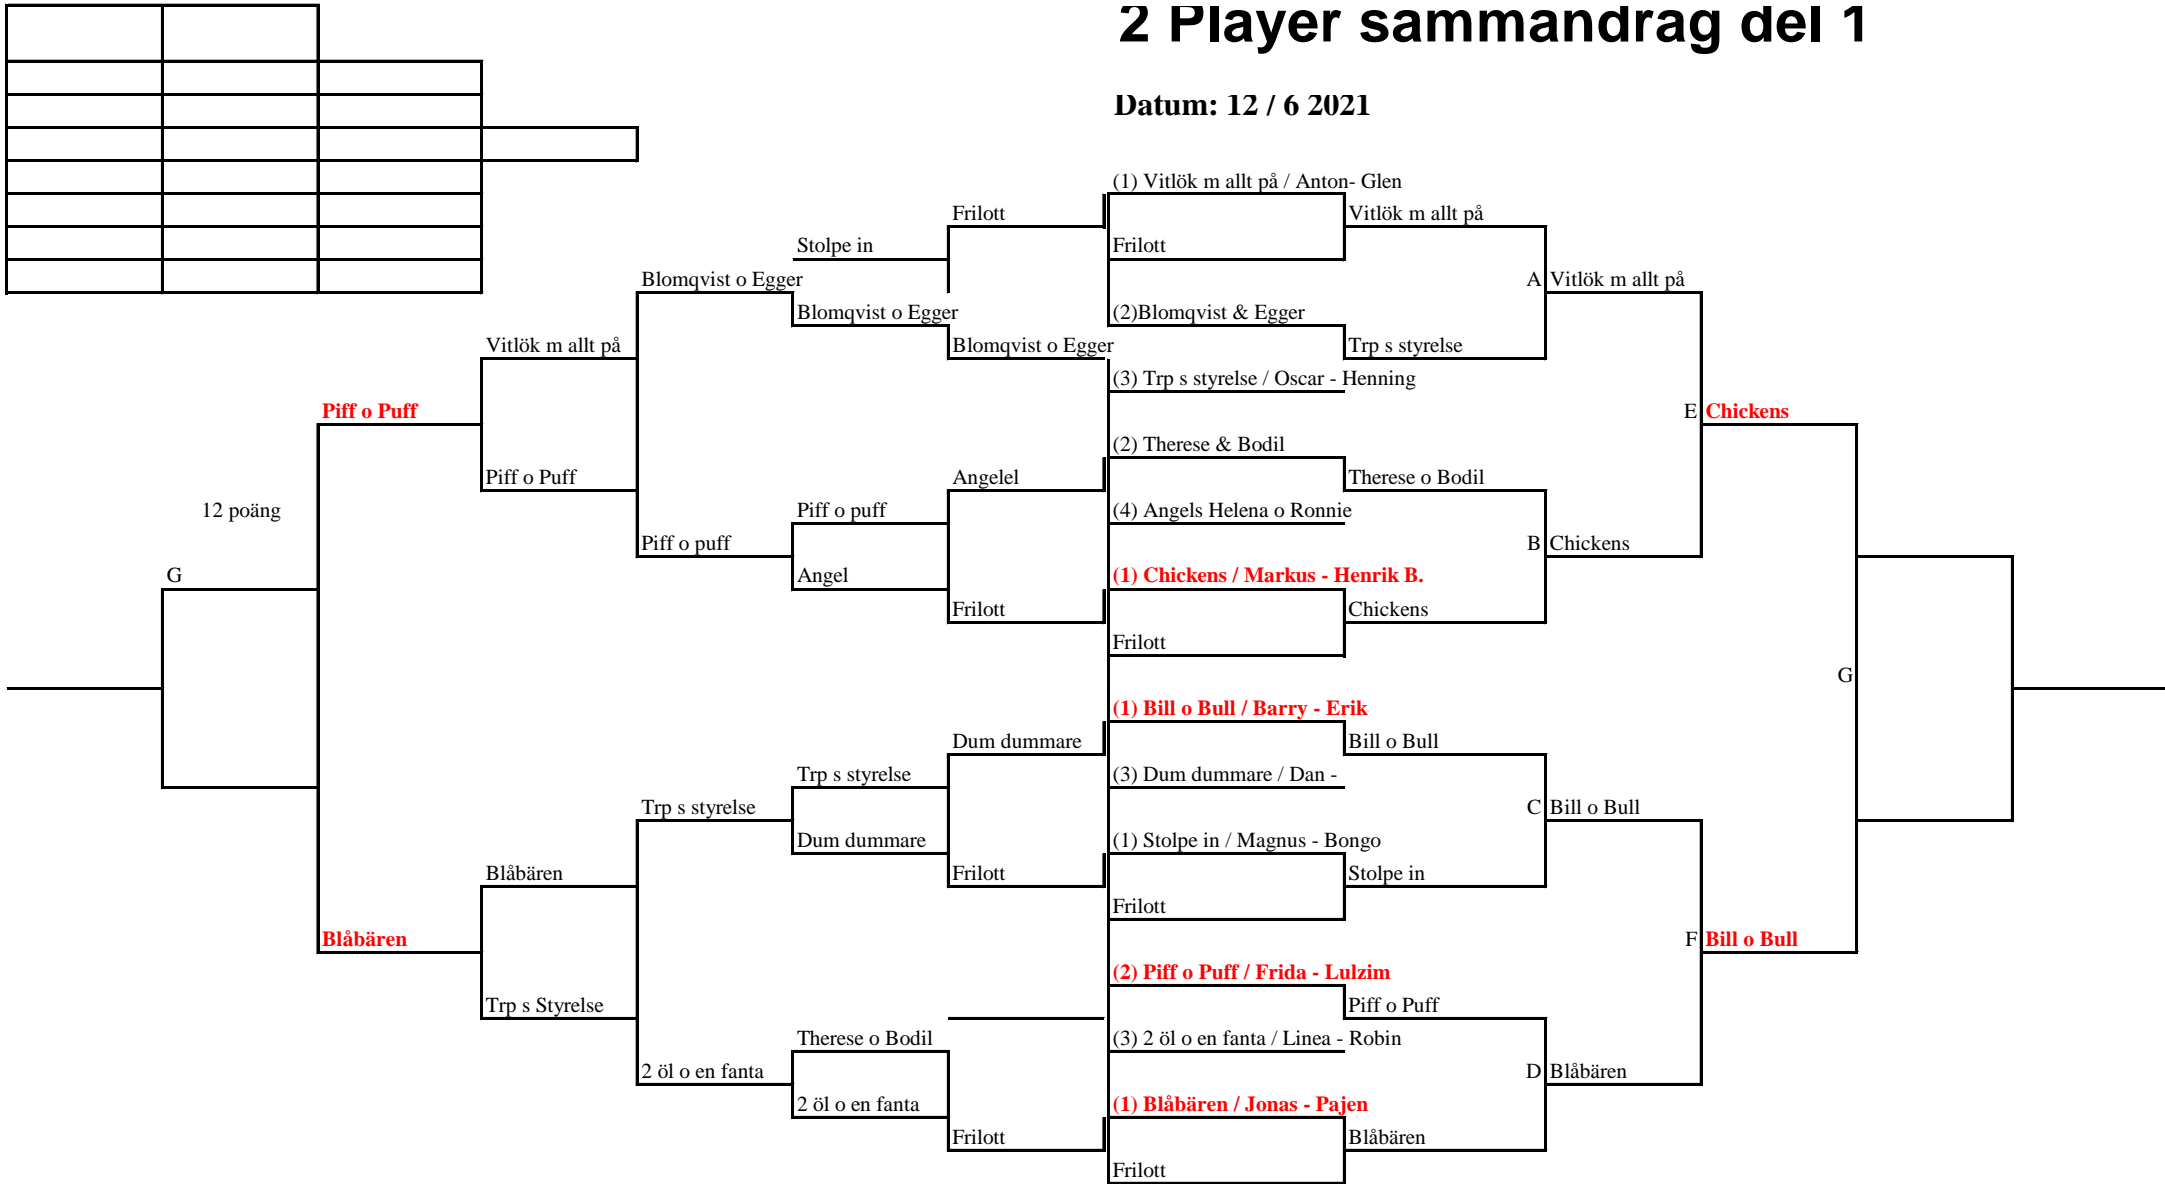 2 Player sammandrag del 1
Datum: 12 / 6 2021
(1) Vitlök m allt på / Anton- Glen
Frilott
Vitlök m allt på
Stolpe in
Frilott
Blomqvist o Egger
A
Vitlök m allt på
Blomqvist o Egger
(2)Blomqvist & Egger
Vitlök m allt på
Blomqvist o Egger
Trp s styrelse
(3) Trp s styrelse / Oscar - Henning
Piff o Puff
E
Chickens
(2) Therese & Bodil
Piff o Puff
Angelel
Therese o Bodil
12 poäng
Piff o puff
(4) Angels Helena o Ronnie
Piff o puff
B
Chickens
G
Angel
(1) Chickens / Markus - Henrik B.
Frilott
Chickens
Frilott
G
(1) Bill o Bull / Barry - Erik
Dum dummare
Bill o Bull
Trp s styrelse
(3) Dum dummare / Dan -
Trp s styrelse
C
Bill o Bull
Dum dummare
(1) Stolpe in / Magnus - Bongo
Blåbären
Frilott
Stolpe in
Frilott
Blåbären
F
Bill o Bull
(2) Piff o Puff / Frida - Lulzim
Trp s Styrelse
Piff o Puff
Therese o Bodil
(3) 2 öl o en fanta / Linea - Robin
2 öl o en fanta
D
Blåbären
2 öl o en fanta
(1) Blåbären / Jonas - Pajen
Frilott
Blåbären
Frilott